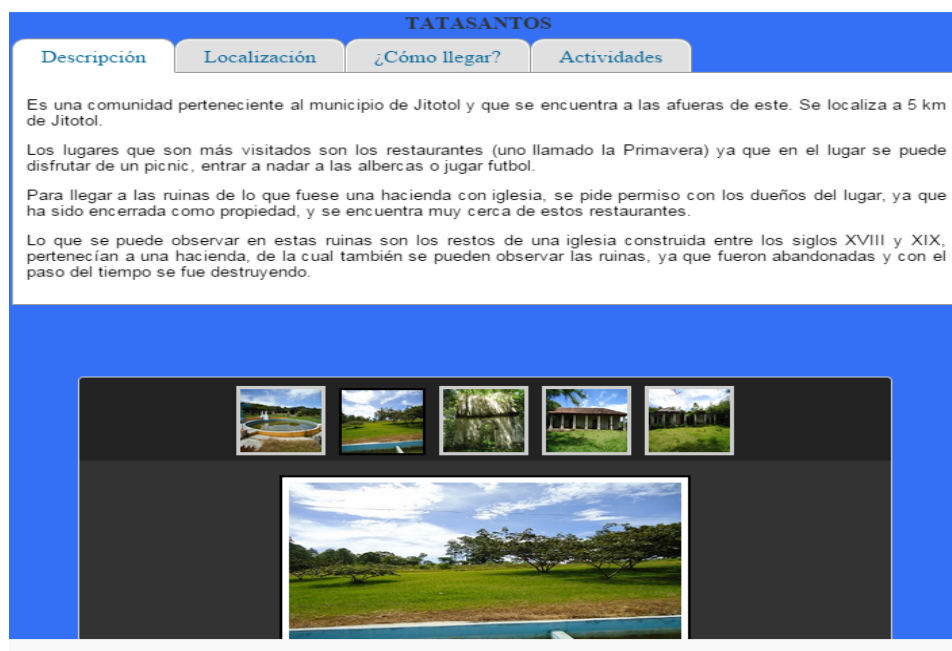 TATASANTOS
Descripción
Localización
¿Cómo llegar?
Actividades
Es una comunidad perteneciente al municipio de Jitotol y que se encuentra a las afueras de este. Se localiza a 5 km
de Jitotol.
Los lugares que son más visitados son los restaurantes (uno llamado la Primavera) ya que en el lugar se puede
disfrutar de un picnic, entrar a nadar a las albercas o jugar futbol.
Para llegar a las ruinas de lo que fuese una hacienda con iglesia, se pide permiso con los dueños del lugar, ya que
ha sido encerrada como propiedad, y se encuentra muy cerca de estos restaurantes.
Lo que se puede observar en estas ruinas son los restos de una iglesia construida entre los siglos XVIII y XIX,
pertenecían a una hacienda, de la cual también se pueden observar las ruinas, ya que fueron abandonadas y con el
paso del tiempo se fue destruyendo.